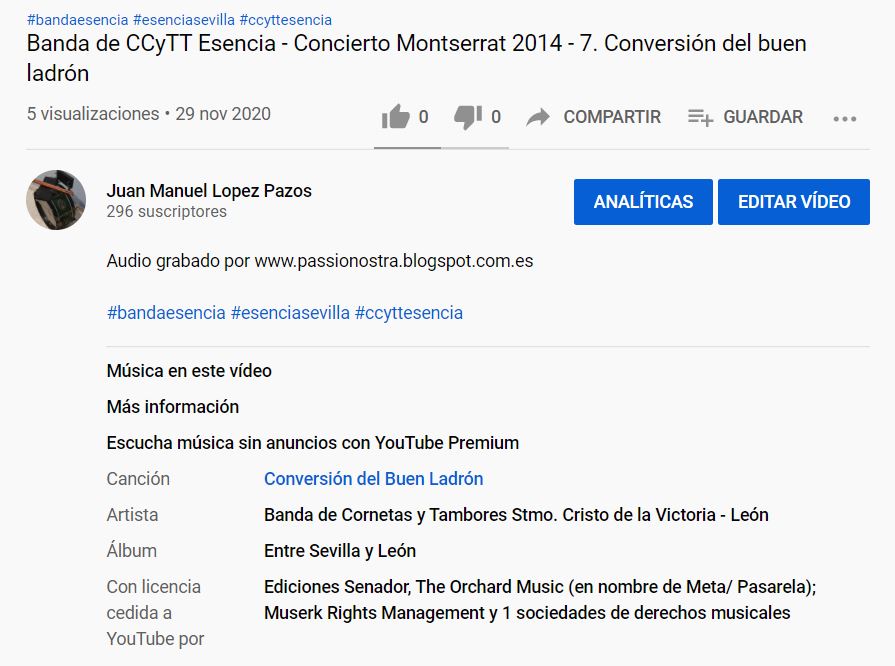 #bandaesencia #esenciasevilla #ccyttesencia
Banda de CCyTT Esencia - Concierto Montserrat 2014 - 7. Conversión del buen
ladrón
5 visualizaciones • 29 nov 2020
0
0
COMPARTIR
GUARDAR
Juan Manuel Lopez Pazos
296 suscriptores
ANALÍTICAS
EDITAR VÍDEO
Audio grabado por www.passionostra.blogspot.com.es
#bandaesencia #esenciasevilla #ccyttesencia
Música en este vídeo
Más información
Escucha música sin anuncios con YouTube Premium
Canción Conversión del Buen Ladrón
Artista Banda de Cornetas y Tambores Stmo. Cristo de la Victoria - León
Álbum Entre Sevilla y León
Con licencia Ediciones Senador, The Orchard Music (en nombre de Meta/ Pasarela);
cedida a Muserk Rights Management y 1 sociedades de derechos musicales
YouTube por